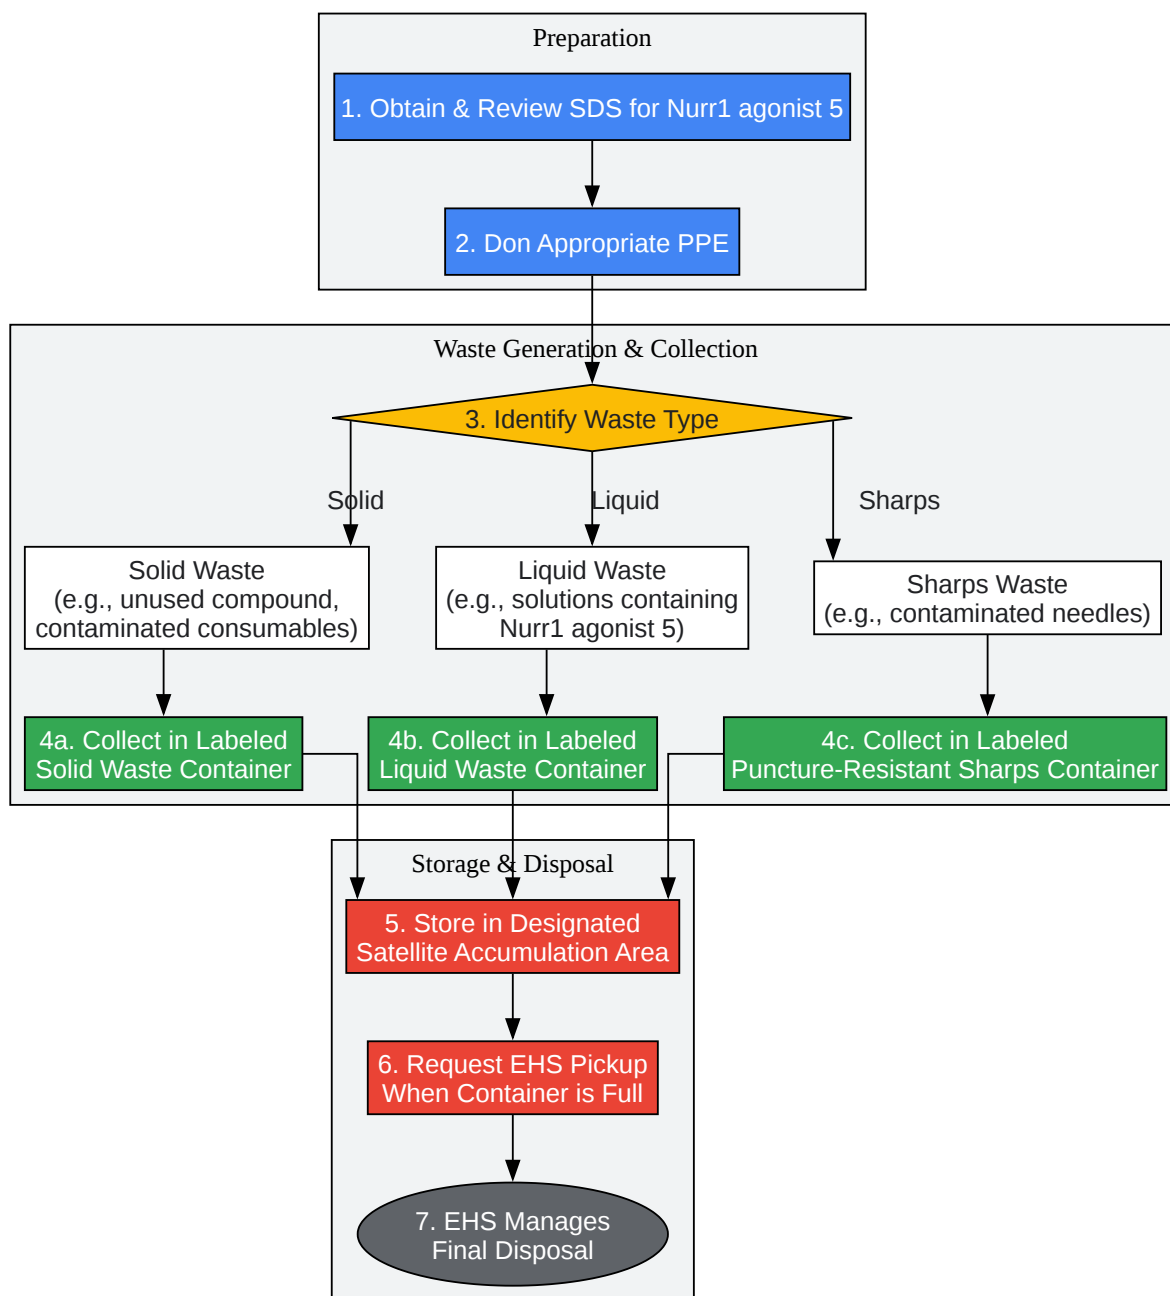 Preparation
1. Obtain & Review SDS for Nurr1 agonist 5
2. Don Appropriate PPE
Waste Generation & Collection
3. Identify Waste Type
Solid
Liquid
Sharps
Solid Waste
(e.g., unused compound,
contaminated consumables)
Liquid Waste
(e.g., solutions containing
Nurr1 agonist 5)
Sharps Waste
(e.g., contaminated needles)
4a. Collect in Labeled
Solid Waste Container
4b. Collect in Labeled
Liquid Waste Container
4c. Collect in Labeled
Puncture-Resistant Sharps Container
Storage & Disposal
5. Store in Designated
Satellite Accumulation Area
6. Request EHS Pickup
When Container is Full
7. EHS Manages
Final Disposal